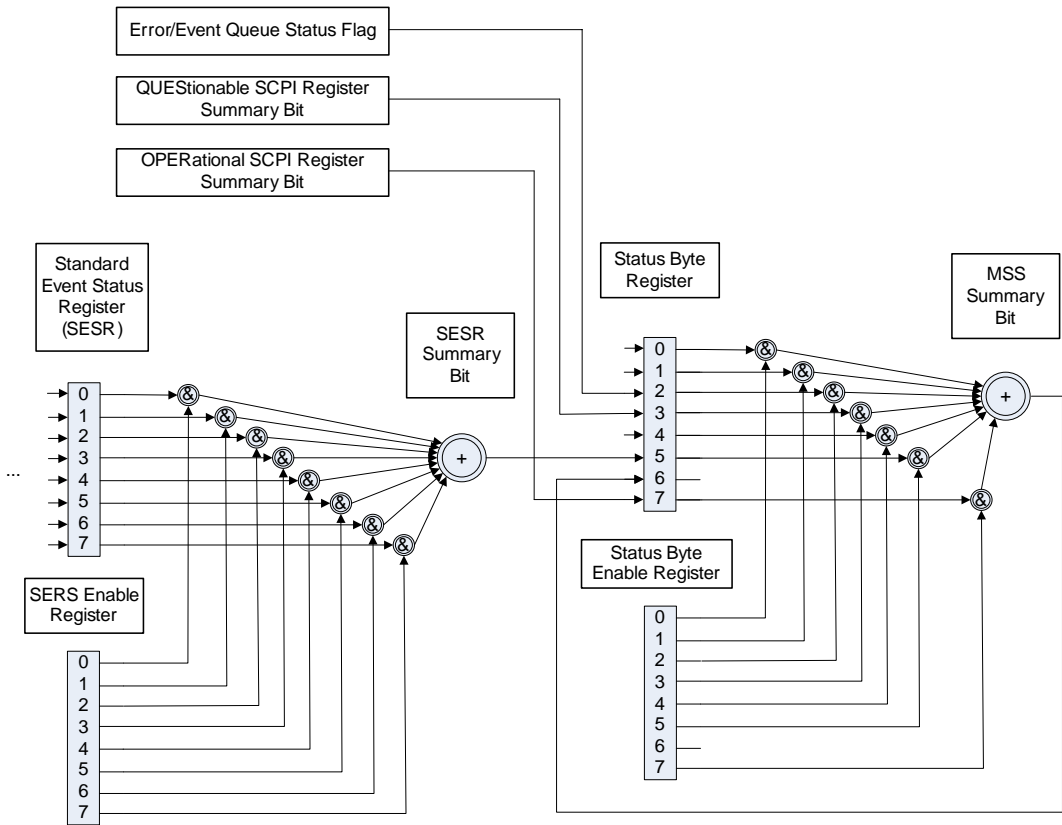 Error/Event Queue Status Flag
QUEStionable SCPI Register
Summary Bit
OPERational SCPI Register
Summary Bit
Standard
Event Status
Register
(SESR)
SESR
Summary
Bit
Status Byte
Register
MSS
Summary
Bit
0
1
2
3
4
5
6
7
&
&
&
&
&
&
&
&
+
...
0
1
2
3
4
5
6
7
&
&
&
&
&
&
&
+
SERS Enable
Register
0
1
2
3
4
5
6
7
Status Byte
Enable Register
0
1
2
3
4
5
6
7